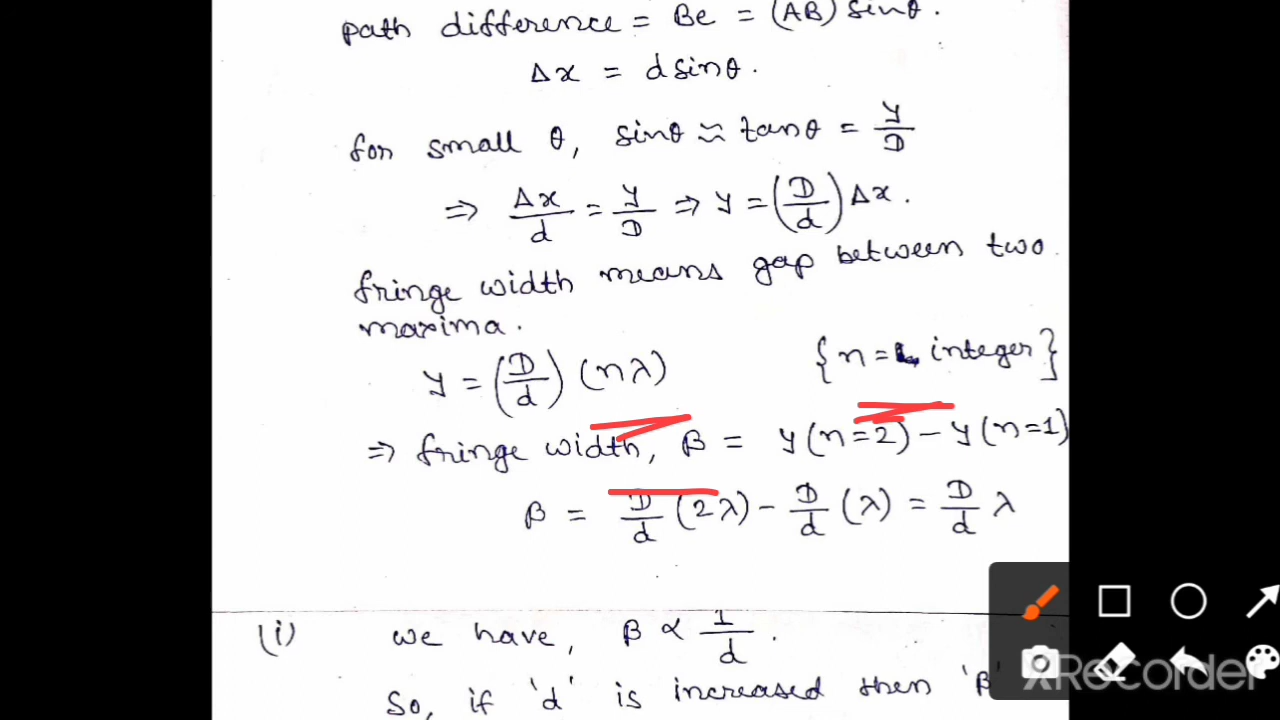 path difference = Be = (AB) sinθ.
Δx = d sinθ.
for small θ, sinθ ≈ tanθ = y/D
⇒ Δx/d = y/D ⇒ y = (D/d) Δx.
fringe width means gap between two
maxima.
y = (D/d) (nλ) {n = integer}
⇒ fringe width, β = y(n=2) - y(n=1)
β = D/d (2λ) - D/d (λ) = D/d λ
(i) we have, β ∝ 1/d.
So, if 'd' is increased then 'β'
XRecorder